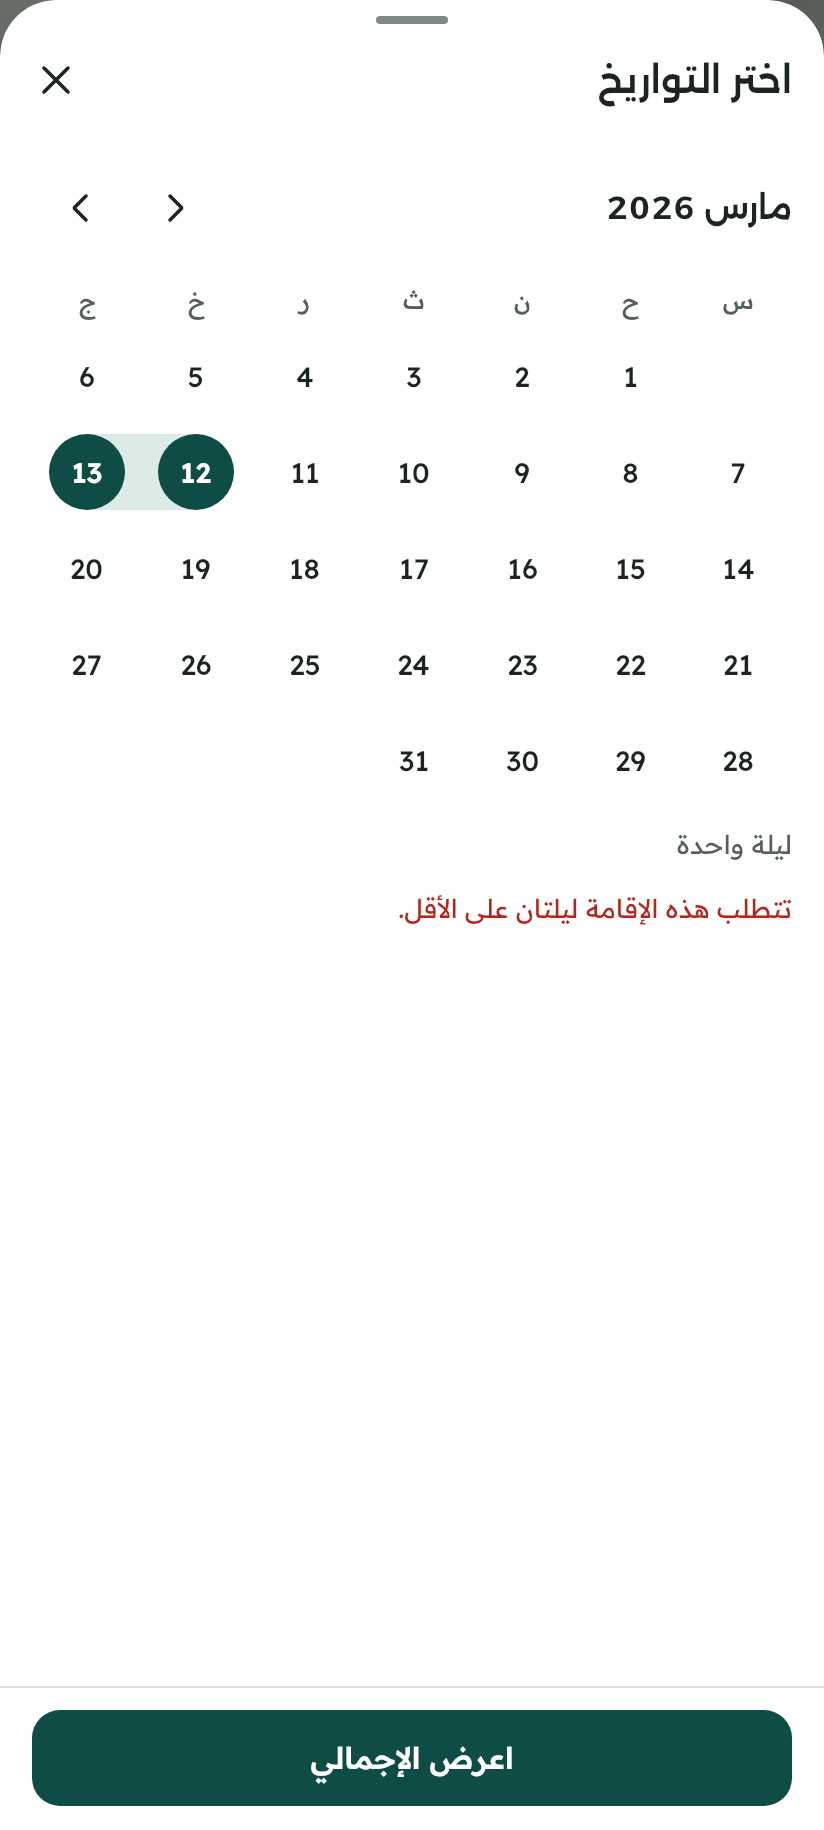 اختر التواريخ
مارس 2026
س ح ن ث ر خ ج
1 2 3 4 5 6
7 8 9 10 11 12 13
14 15 16 17 18 19 20
21 22 23 24 25 26 27
28 29 30 31
ليلة واحدة
تتطلب هذه الإقامة ليلتان على الأقل.
اعرض الإجمالي